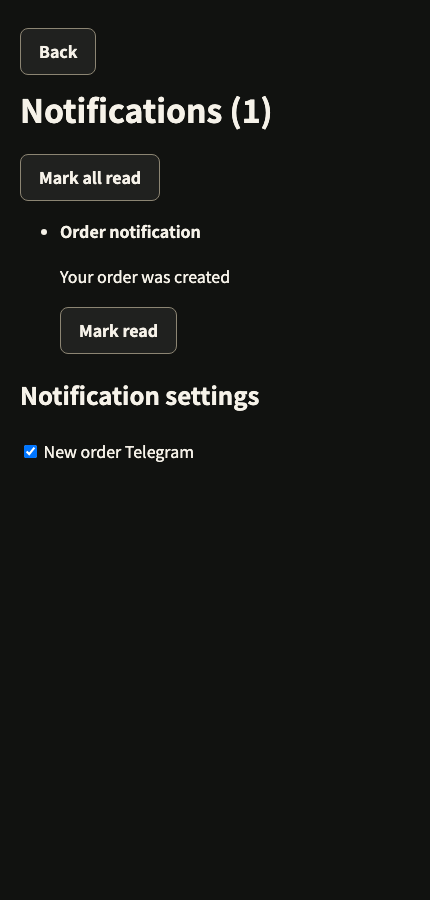 Back
Notifications (1)
Mark all read
Order notification
Your order was created
Mark read
Notification settings
New order Telegram